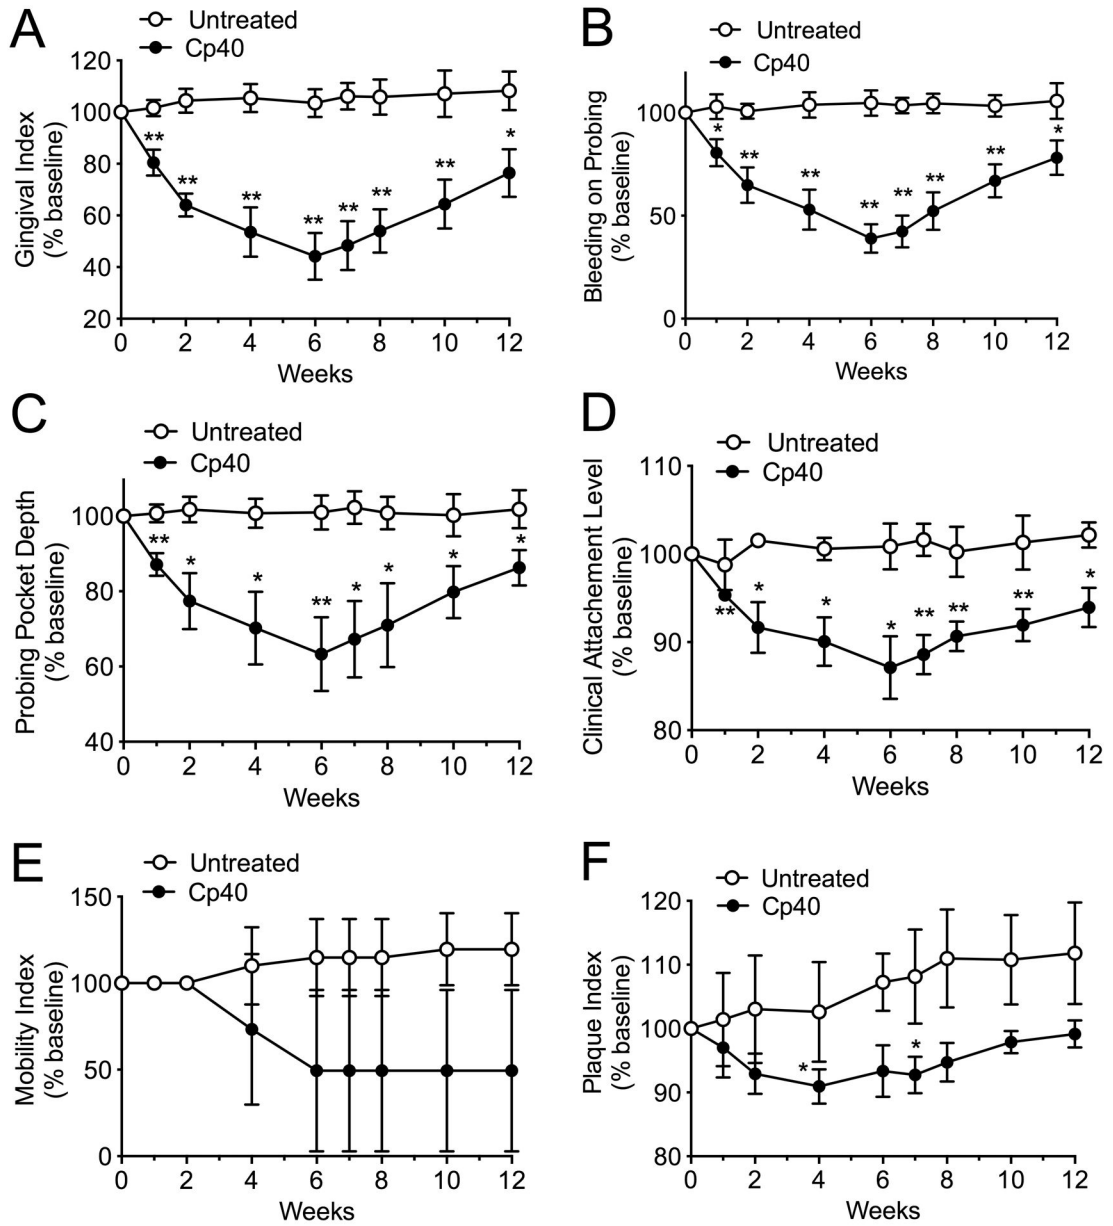 A
Untreated
Cp40
Gingival Index
(% baseline)
120
100
80
60
40
20
** ** ** ** ** ** ** *
0 2 4 6 8 10 12
Weeks
B
Untreated
Cp40
Bleeding on Probing
(% baseline)
100
50
0
* ** ** ** ** ** ** *
0 2 4 6 8 10 12
Weeks
C
Untreated
Cp40
Probing Pocket Depth
(% baseline)
100
80
60
40
** * * ** * * * *
0 2 4 6 8 10 12
Weeks
D
Untreated
Cp40
Clinical Attachement Level
(% baseline)
110
100
90
80
** * * * ** ** ** *
0 2 4 6 8 10 12
Weeks
E
Untreated
Cp40
Mobility Index
(% baseline)
150
100
50
0
0 2 4 6 8 10 12
Weeks
F
Untreated
Cp40
Plaque Index
(% baseline)
120
110
100
90
80
* *
0 2 4 6 8 10 12
Weeks